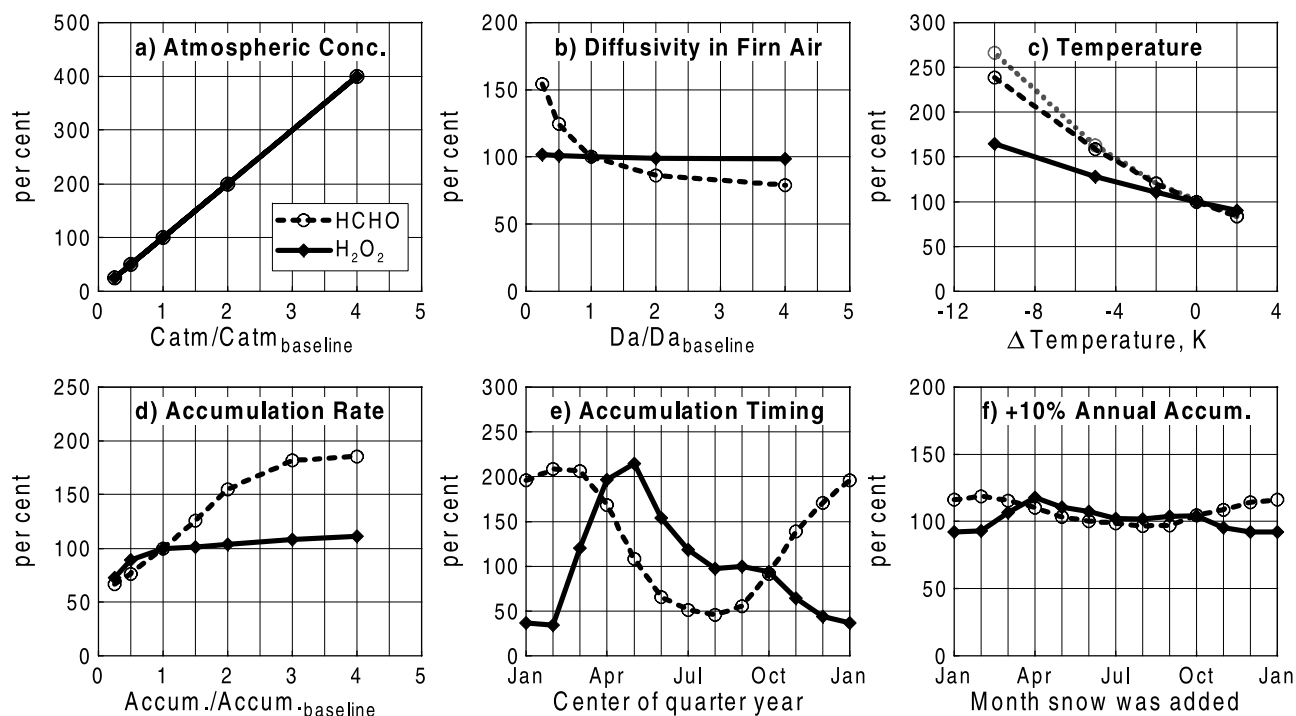 a) Atmospheric Conc.
per cent
500
400
300
200
100
0
0 1 2 3 4 5
Catm/Catm baseline
HCHO
H₂O₂
b) Diffusivity in Firn Air
per cent
200
150
100
50
0
0 1 2 3 4 5
Da/Da baseline
c) Temperature
per cent
300
250
200
150
100
50
0
-12 -8 -4 0 4
Δ Temperature, K
d) Accumulation Rate
per cent
250
200
150
100
50
0
0 1 2 3 4 5
Accum./Accum. baseline
e) Accumulation Timing
per cent
300
250
200
150
100
50
0
Jan Apr Jul Oct Jan
Center of quarter year
f) +10% Annual Accum.
per cent
200
150
100
50
0
Jan Apr Jul Oct Jan
Month snow was added